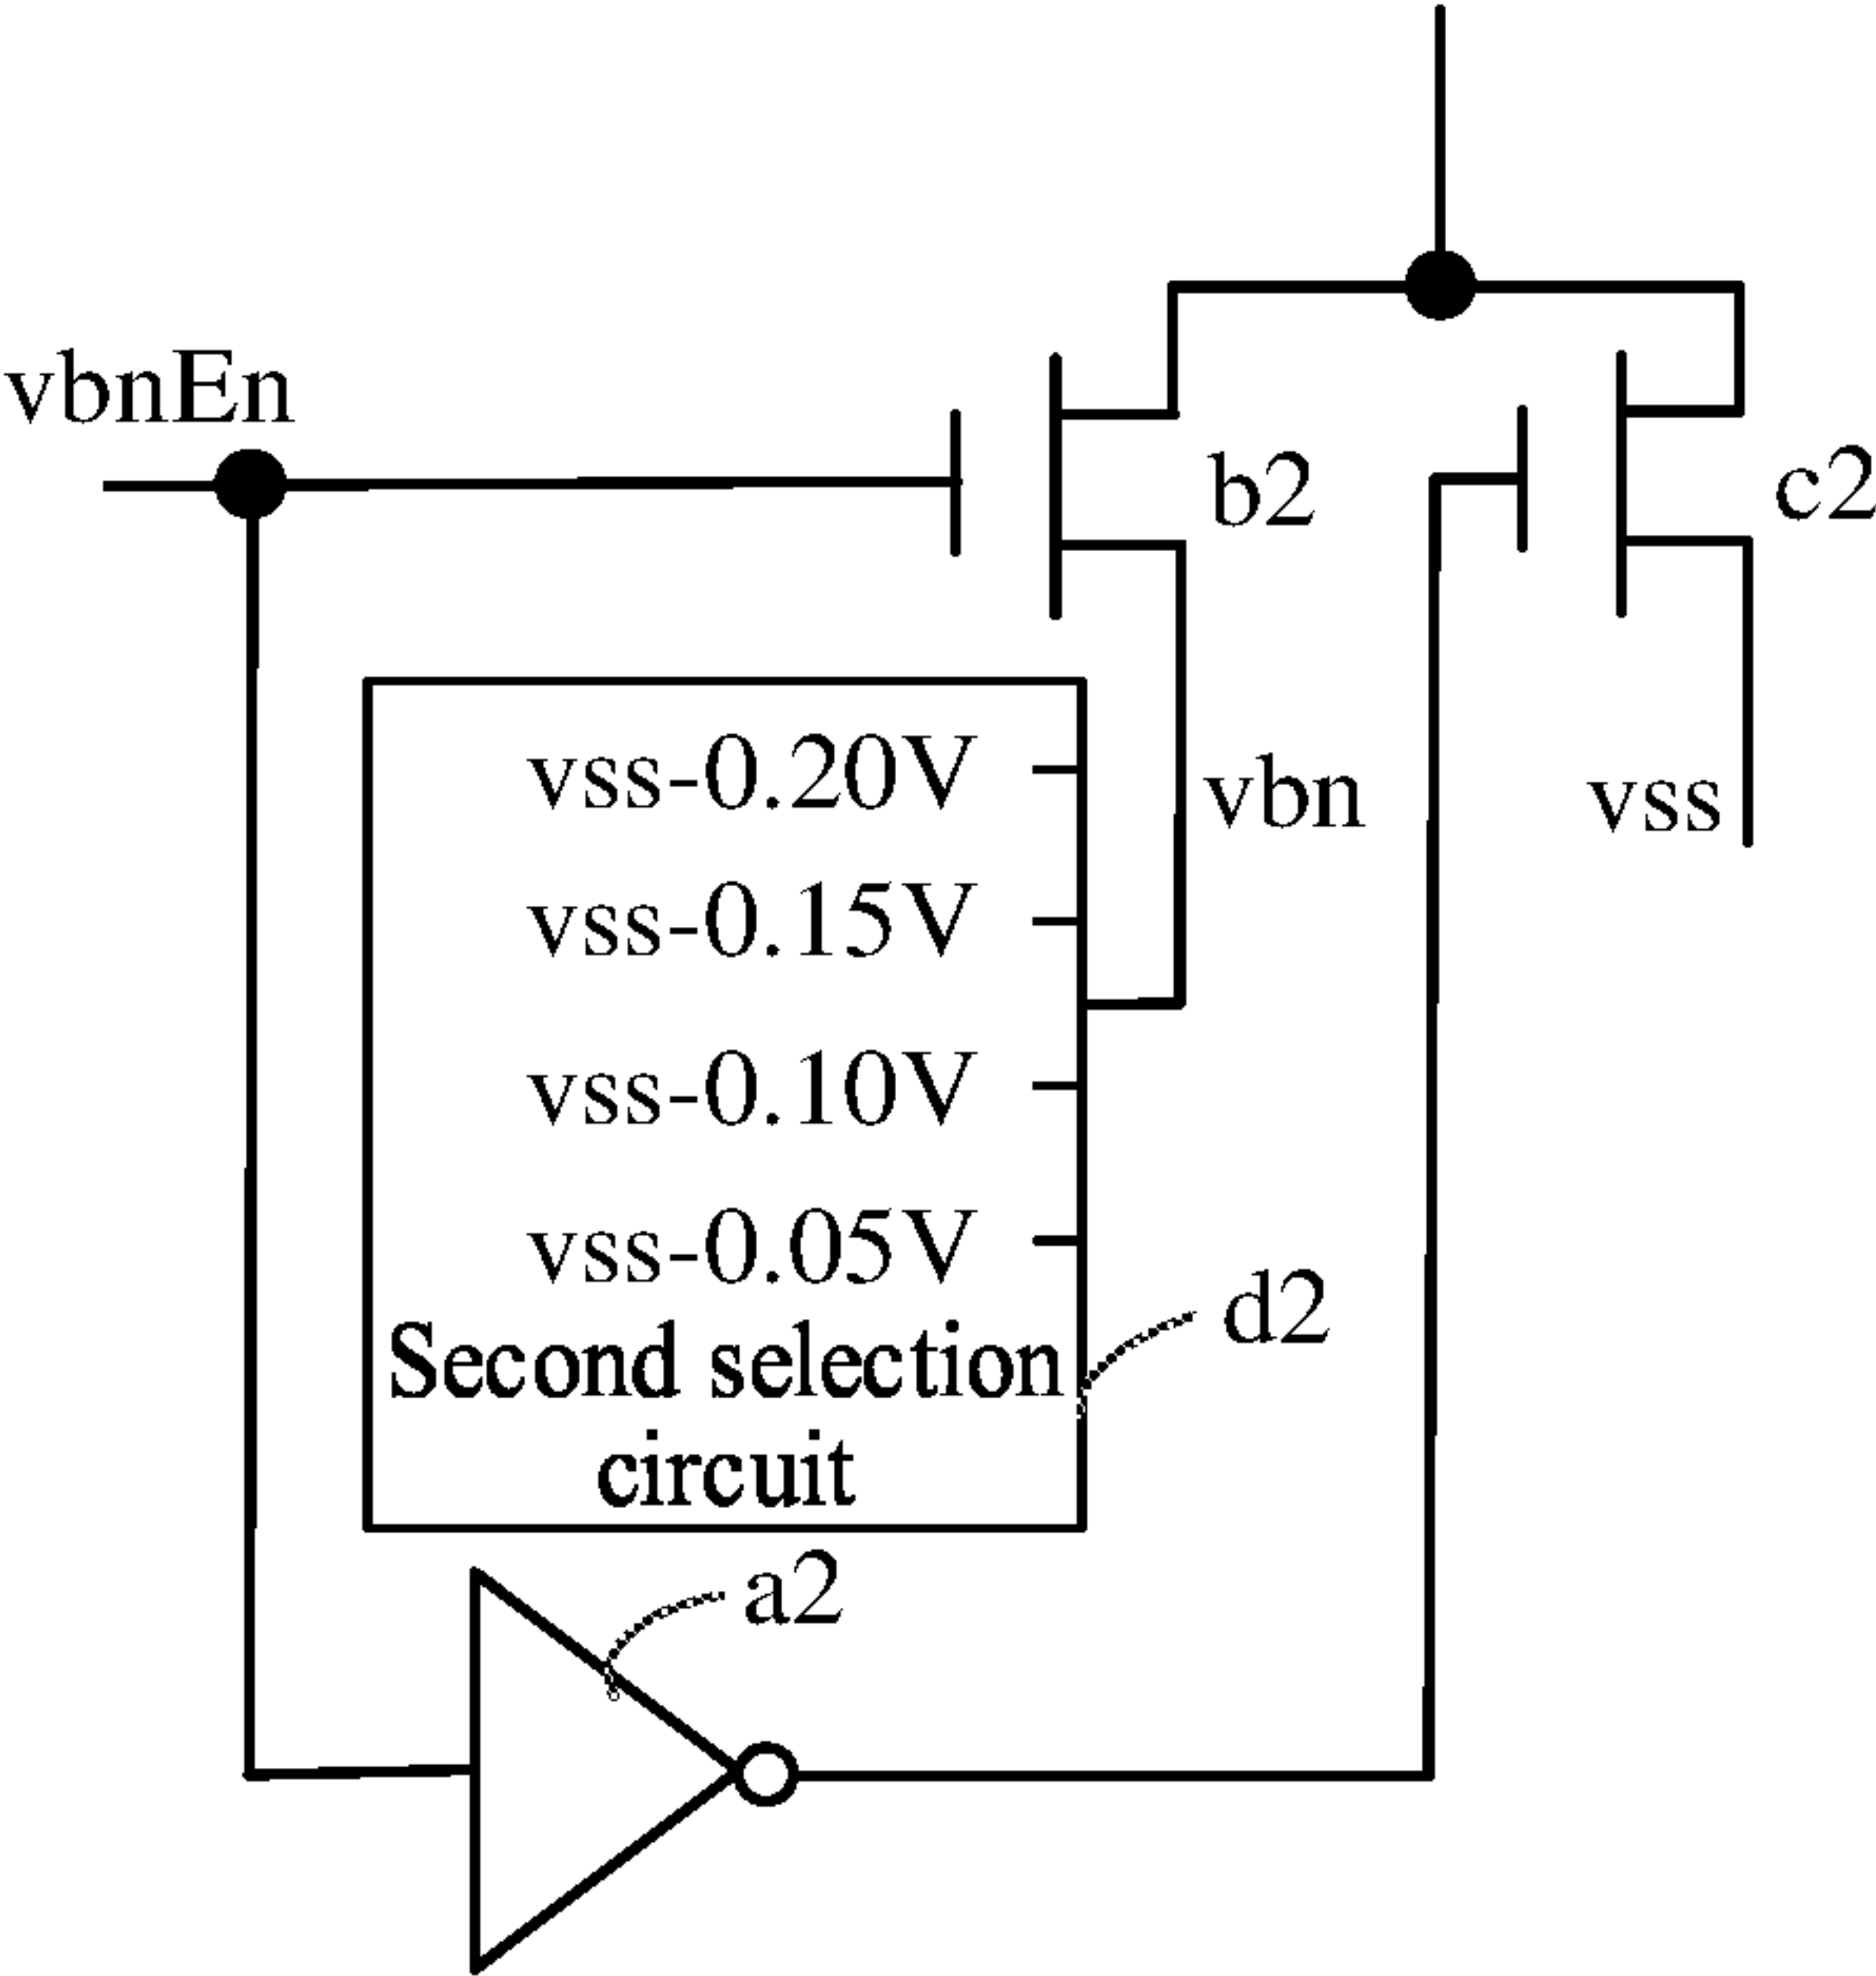 vbnEn
b2
c2
vss-0.20V
vbn
vss
vss-0.15V
vss-0.10V
vss-0.05V
d2
Second selection
circuit
a2